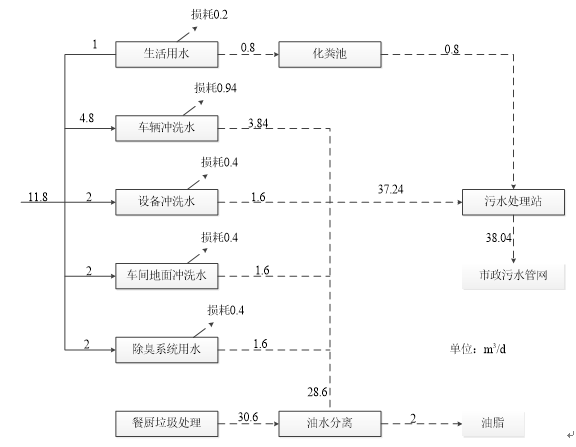 损耗0.2
1
生活用水
0.8
化粪池
0.8
损耗0.94
4.8
车辆冲洗水
3.84
损耗0.4
11.8
2
设备冲洗水
1.6
37.24
污水处理站
损耗0.4
38.04
2
车间地面冲洗水
1.6
市政污水管网
损耗0.4
2
除臭系统用水
1.6
单位：m³/d
28.6
餐厨垃圾处理
30.6
油水分离
2
油脂